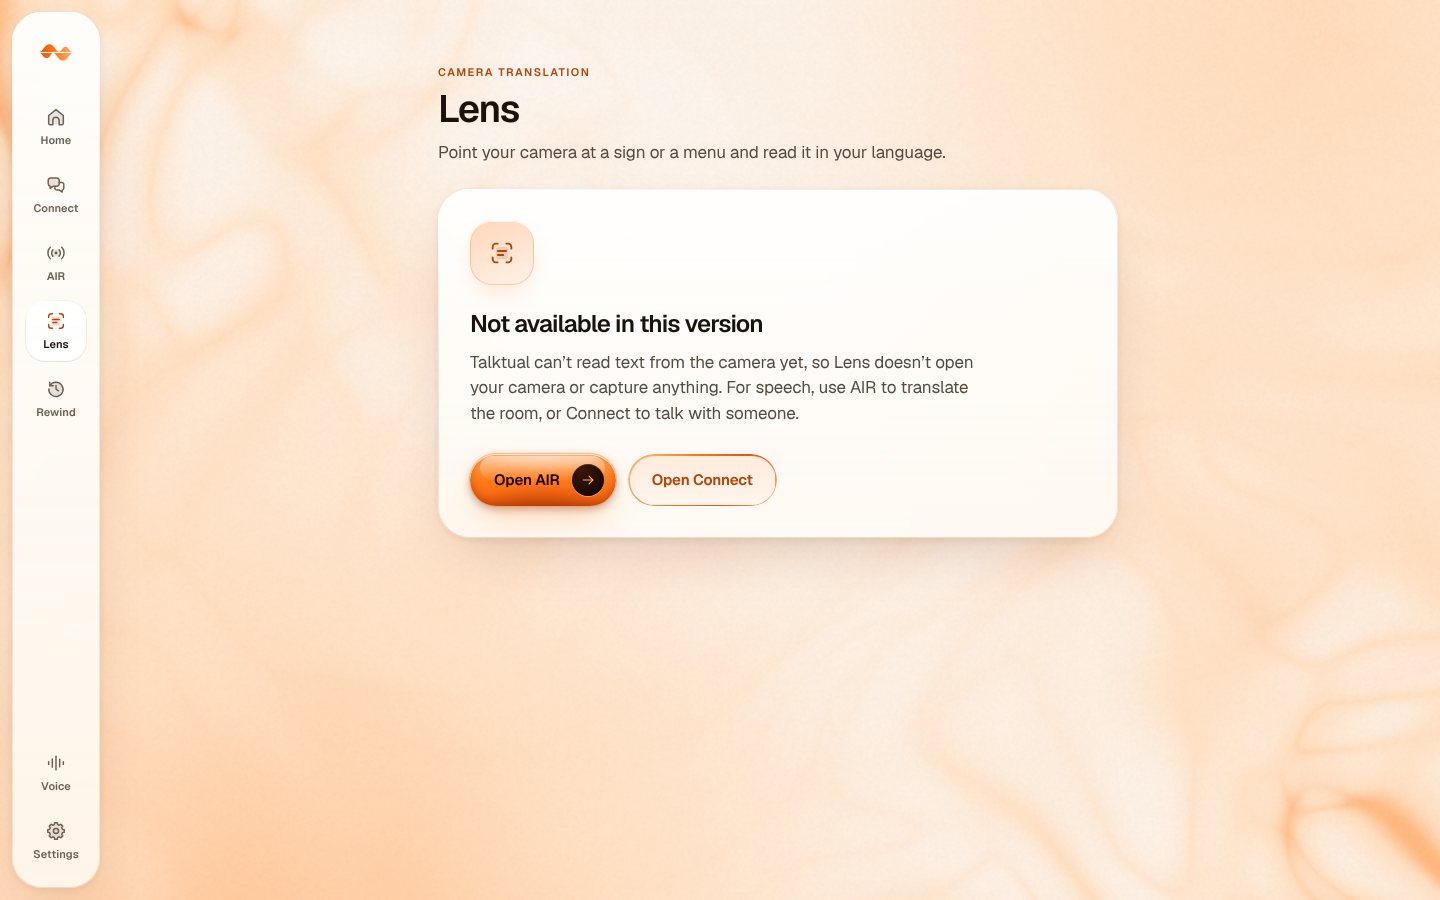 Home
Connect
AIR
Lens
Rewind
Voice
Settings
CAMERA TRANSLATION
Lens
Point your camera at a sign or a menu and read it in your language.
Not available in this version
Talktual can’t read text from the camera yet, so Lens doesn’t open
your camera or capture anything. For speech, use AIR to translate
the room, or Connect to talk with someone.
Open AIR
Open Connect